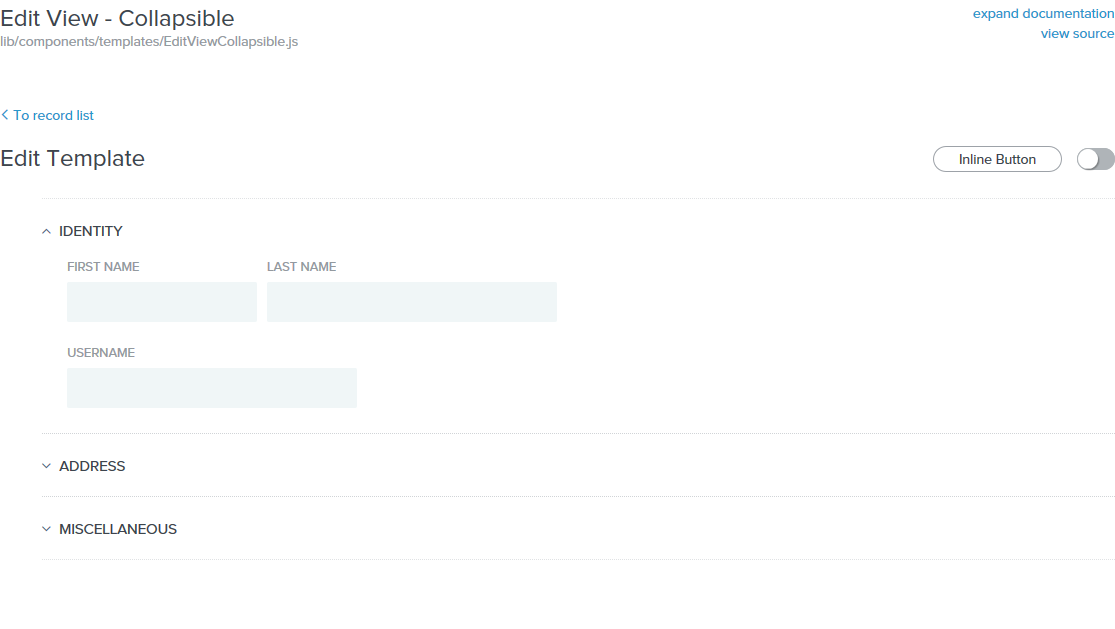 Edit View - Collapsible
expand documentation
lib/components/templates/EditViewCollapsible.js
view source
To record list
Edit Template
Inline Button
IDENTITY
FIRST NAME LAST NAME
USERNAME
ADDRESS
MISCELLANEOUS